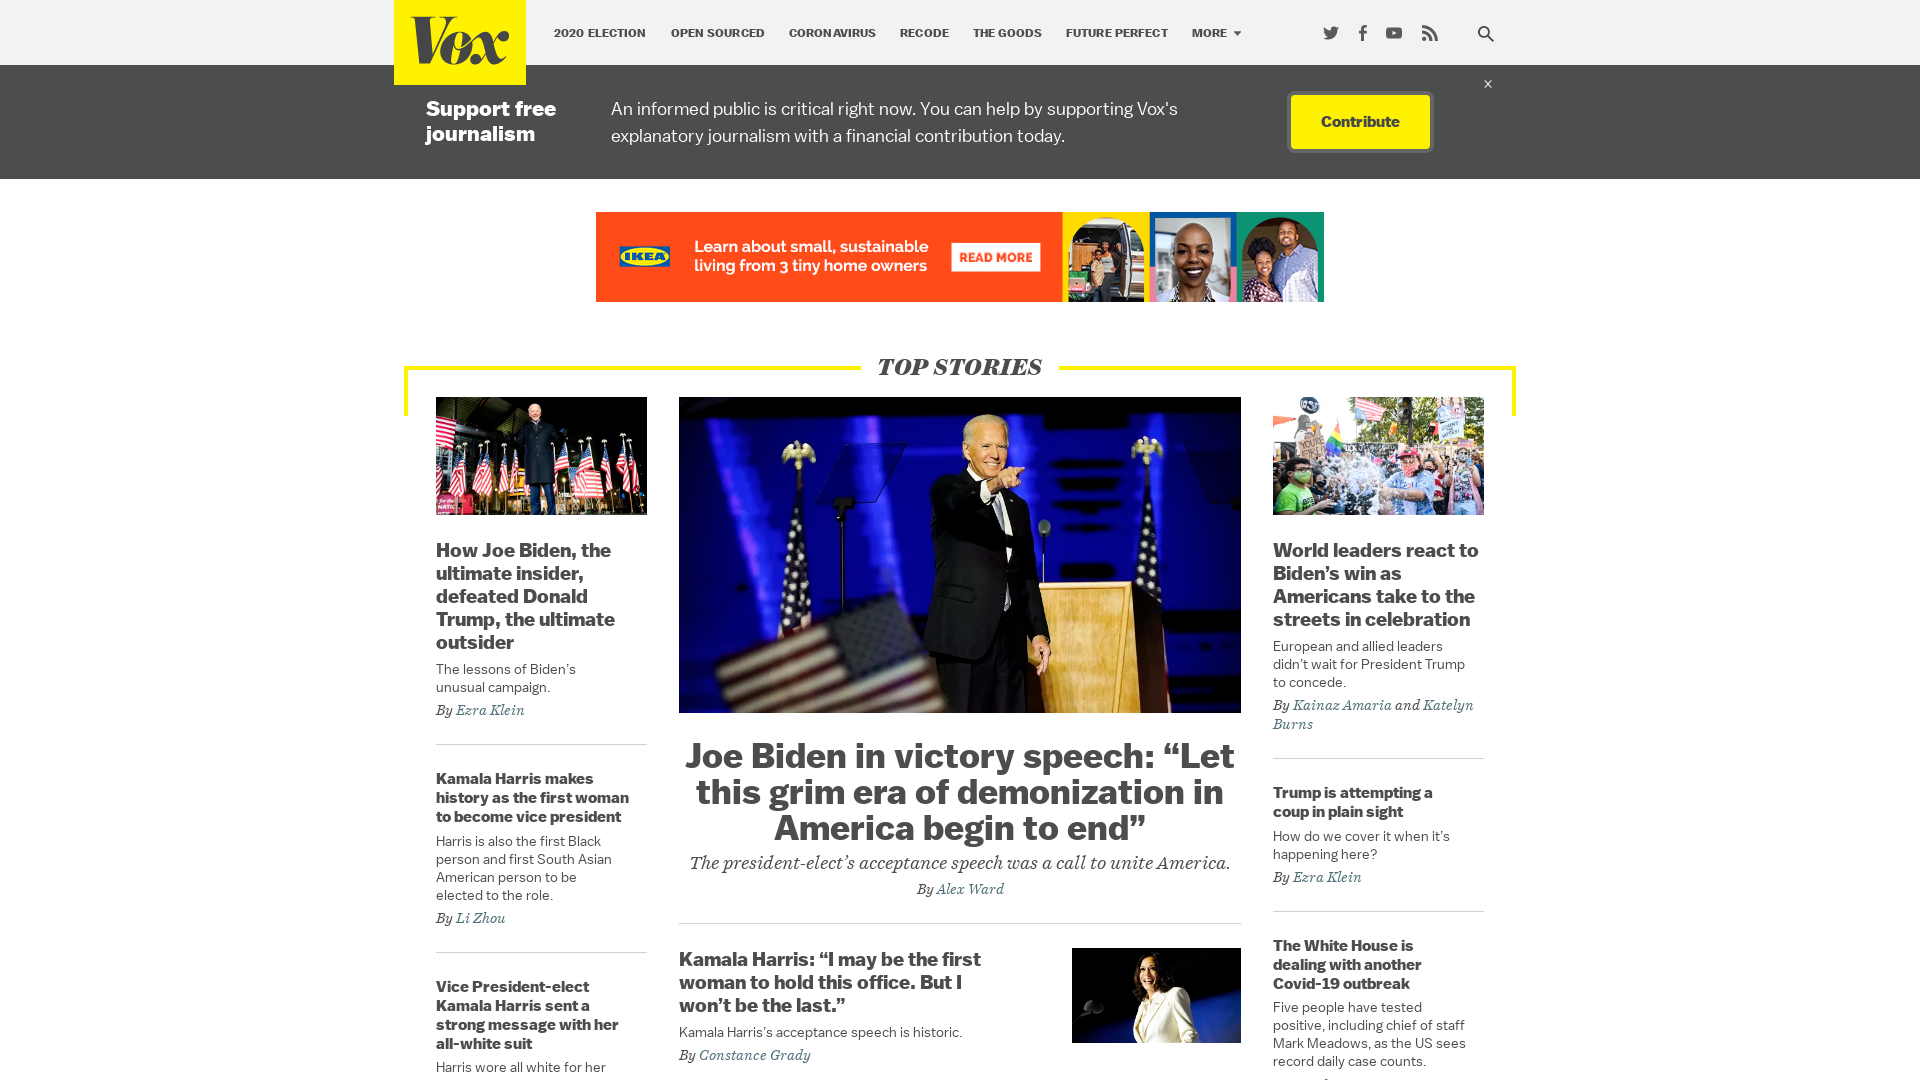 Vox
2020 ELECTION
OPEN SOURCED
CORONAVIRUS
RECODE
THE GOODS
FUTURE PERFECT
MORE
x
Support free
journalism
An informed public is critical right now. You can help by supporting Vox's
explanatory journalism with a financial contribution today.
Contribute
IKEA
Learn about small, sustainable
living from 3 tiny home owners
READ MORE
TOP STORIES
How Joe Biden, the
ultimate insider,
defeated Donald
Trump, the ultimate
outsider
The lessons of Biden’s
unusual campaign.
By Ezra Klein
Kamala Harris makes
history as the first woman
to become vice president
Harris is also the first Black
person and first South Asian
American person to be
elected to the role.
By Li Zhou
Vice President-elect
Kamala Harris sent a
strong message with her
all-white suit
Harris wore all white for her
Joe Biden in victory speech: “Let
this grim era of demonization in
America begin to end”
The president-elect’s acceptance speech was a call to unite America.
By Alex Ward
Kamala Harris: “I may be the first
woman to hold this office. But I
won’t be the last.”
Kamala Harris’s acceptance speech is historic.
By Constance Grady
World leaders react to
Biden’s win as
Americans take to the
streets in celebration
European and allied leaders
didn’t wait for President Trump
to concede.
By Kainaz Amaria and Katelyn
Burns
Trump is attempting a
coup in plain sight
How do we cover it when it’s
happening here?
By Ezra Klein
The White House is
dealing with another
Covid-19 outbreak
Five people have tested
positive, including chief of staff
Mark Meadows, as the US sees
record daily case counts.